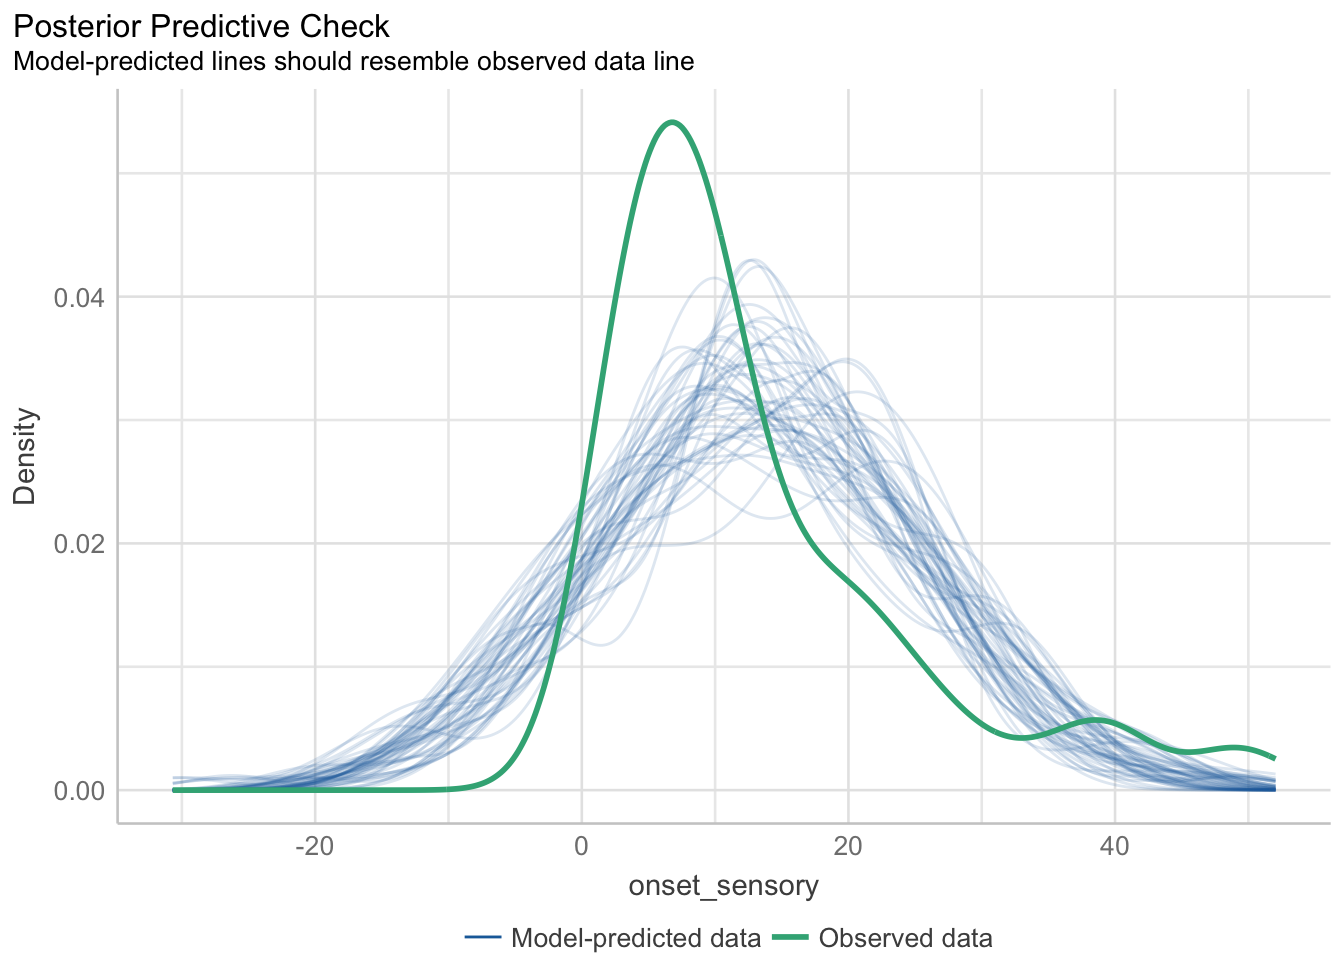 Posterior Predictive Check
Model-predicted lines should resemble observed data line
Density
0.04
0.02
0.00
-20 0 20 40
onset_sensory
Model-predicted data Observed data